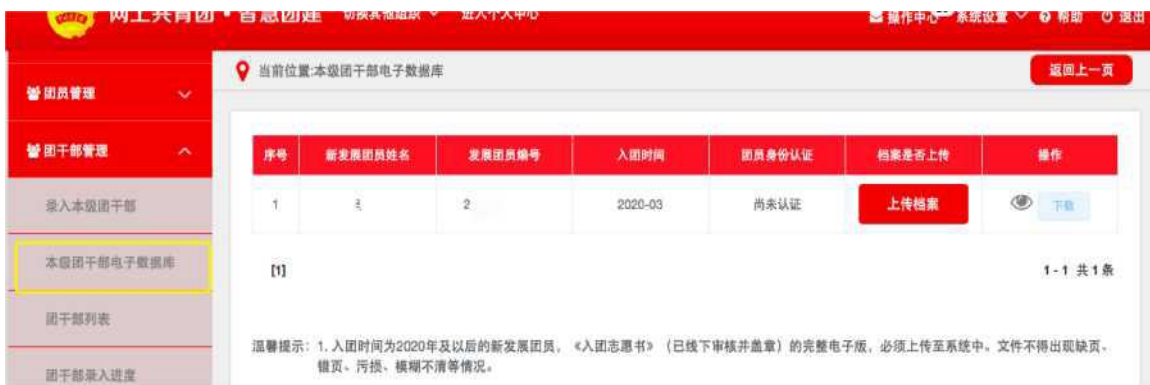 网上共青团·智慧团建 切换其他组织 进入个人中心 操作中心 系统设置 帮助 退出
当前位置:本级团干部电子数据库 返回上一页
团员管理
团干部管理
录入本级团干部
本级团干部电子数据库
团干部列表
团干部录入进度
序号 新发展团员姓名 发展团员编号 入团时间 团员身份认证 档案是否上传 操作
1 2 2020-03 尚未认证 上传档案 下载
[1] 1-1 共1条
温馨提示: 1. 入团时间为2020年及以后的新发展团员，《入团志愿书》（已线下审核并盖章）的完整电子版，必须上传至系统中。文件不得出现缺页、
错页、污损、模糊不清等情况。